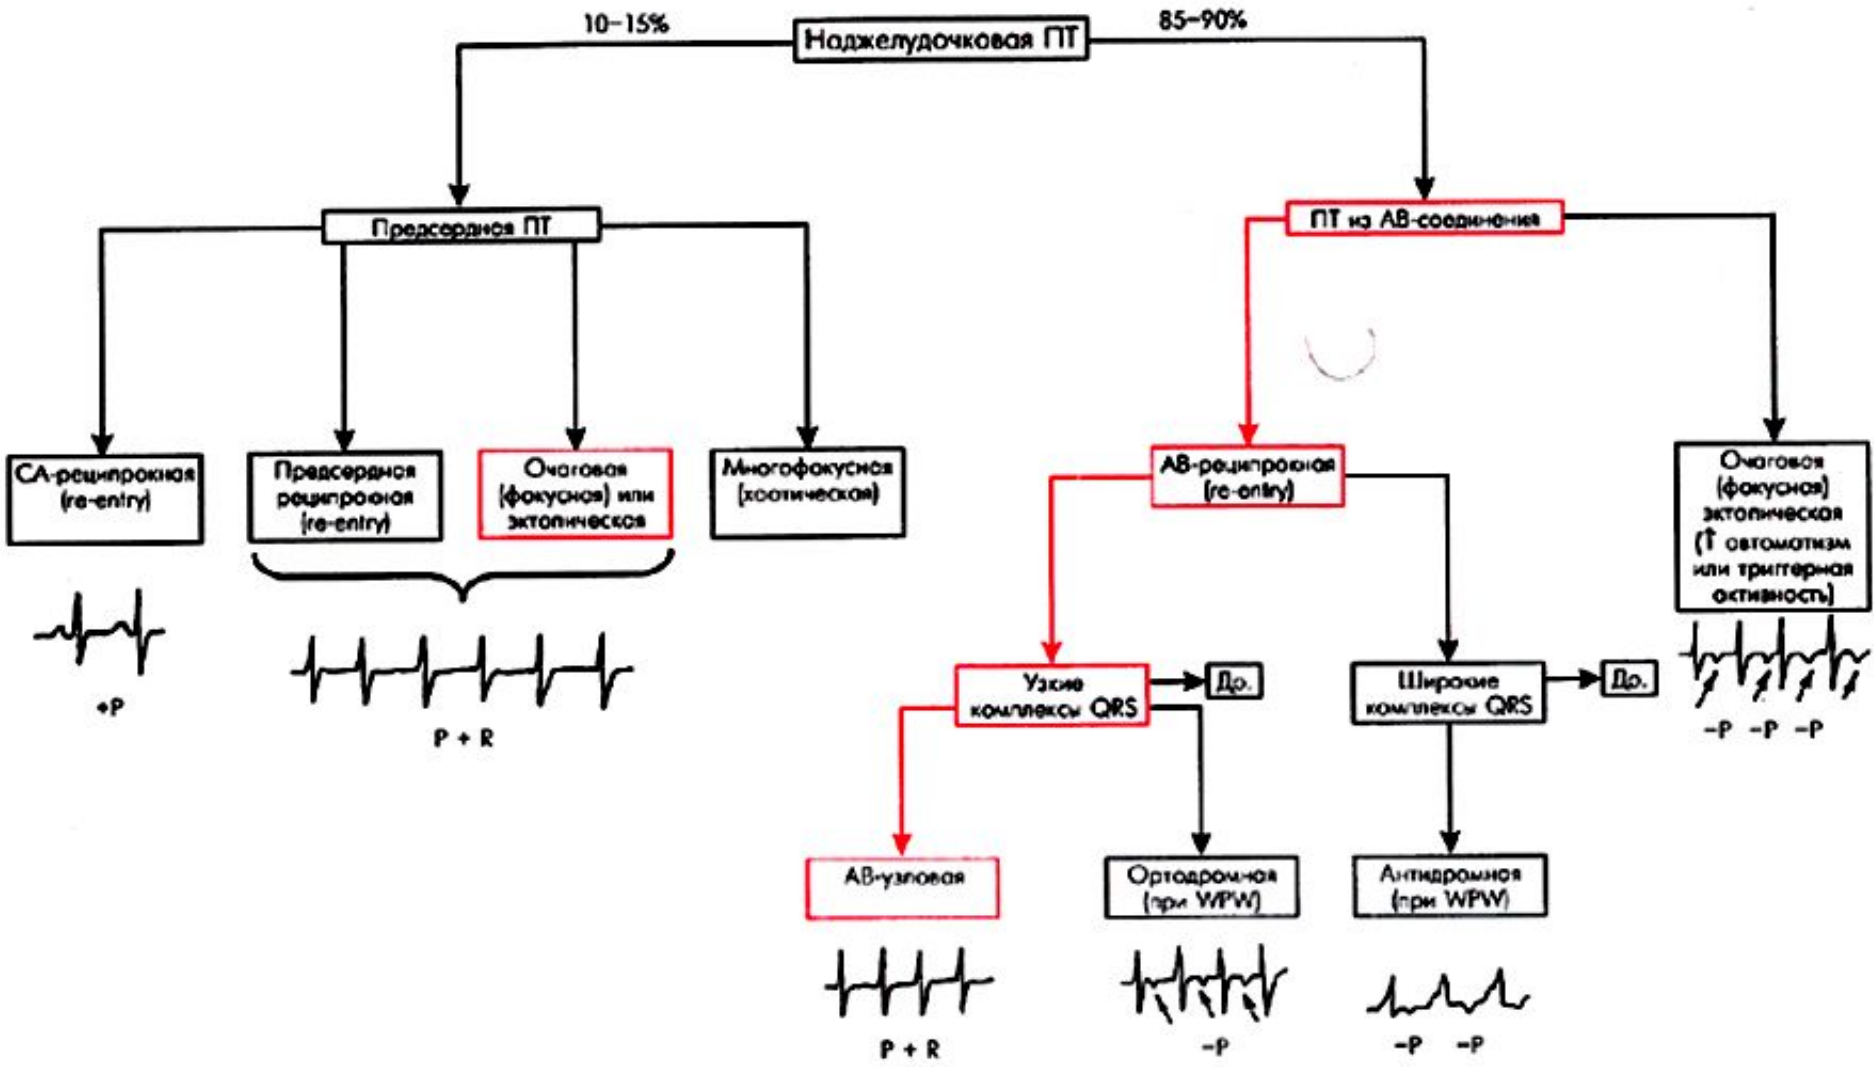 10–15%
Наджелудочковая ПТ
85–90%
Предсердная ПТ
ПТ из АВ-соединения
СА-реципрокная
(re-entry)
Предсердная
реципрокная
(re-entry)
Очаговая
(фокусная) или
эктопическая
Многофокусная
(хаотическая)
АВ-реципрокная
(re-entry)
Очаговая
(фокусная)
эктопическая
(↑ автоматизм
или триггерная
активность)
+P
P + R
Узкие
комплексы QRS
Др.
Широкие
комплексы QRS
Др.
–P –P –P
АВ-узловая
Ортодромная
(при WPW)
Антидромная
(при WPW)
P + R
–P
–P –P